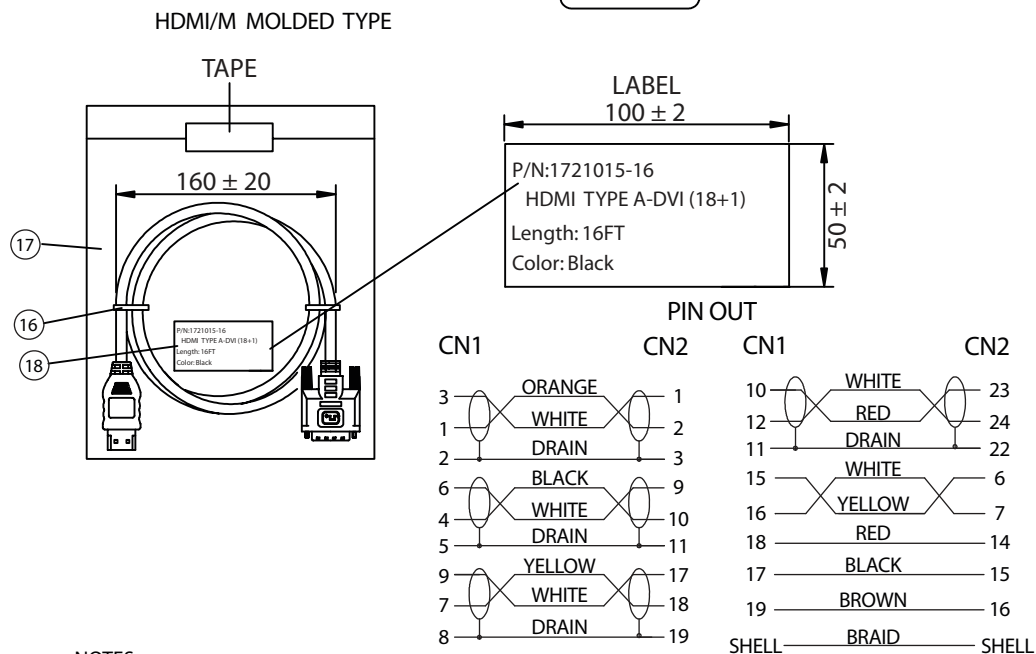 HDMI/M MOLDED TYPE
TAPE
160 ± 20
17
16
18
P/N:1721015-16
HDMI TYPE A-DVI (18+1)
Length: 16FT
Color: Black
LABEL
100 ± 2
P/N:1721015-16
HDMI TYPE A-DVI (18+1)
Length: 16FT
Color: Black
50 ± 2
PIN OUT
CN1 CN2
3 ORANGE 1
1 WHITE 2
2 DRAIN 3
6 BLACK 9
4 WHITE 10
5 DRAIN 11
9 YELLOW 17
7 WHITE 18
8 DRAIN 19
CN1 CN2
10 WHITE 23
12 RED 24
11 DRAIN 22
15 WHITE 6
16 YELLOW 7
18 RED 14
17 BLACK 15
19 BROWN 16
SHELL BRAID SHELL